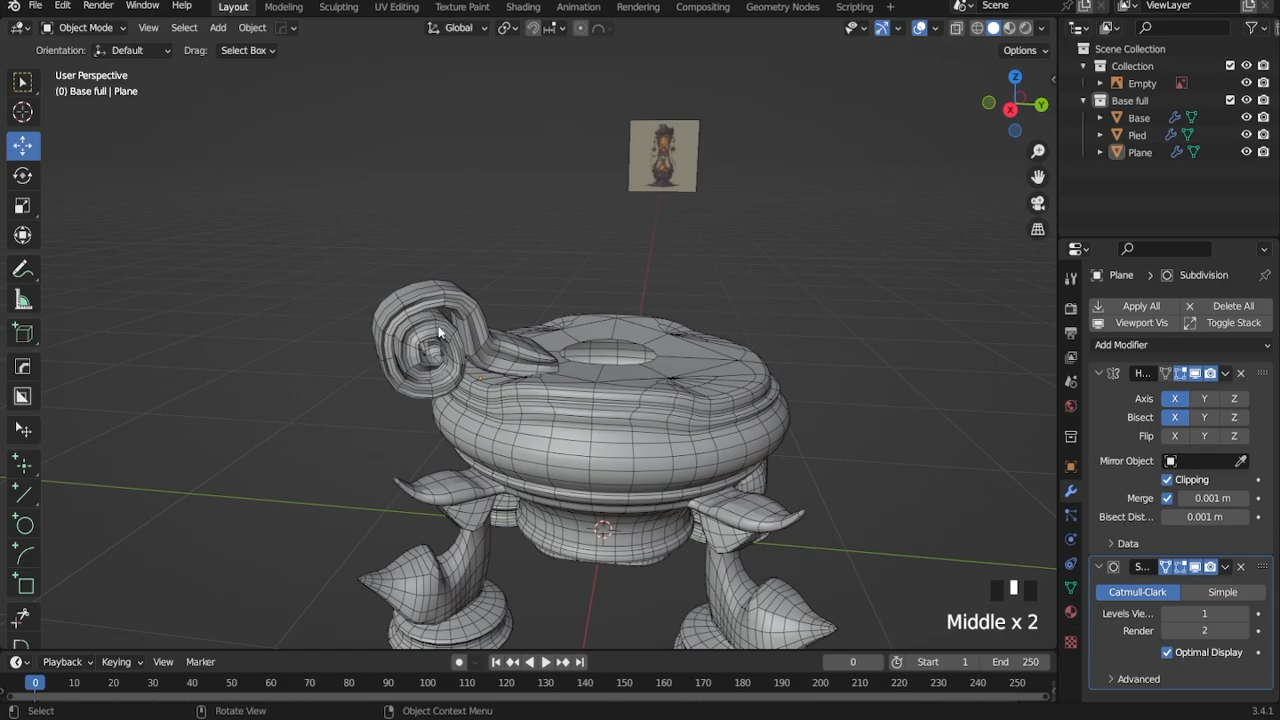 File Edit Render Window Help Layout Modeling Sculpting UV Editing Texture Paint Shading Animation Rendering Compositing Geometry Nodes Scripting + Scene ViewLayer
Object Mode View Select Add Object Global Options
Orientation: Default Drag: Select Box
User Perspective
(0) Base full | Plane
Z
Y
X
Scene Collection
Collection
Empty
Base full
Base
Pied
Plane
Plane > Subdivision
Apply All Delete All
Viewport Vis Toggle Stack
Add Modifier
H...
Axis X Y Z
Bisect X Y Z
Flip X Y Z
Mirror Object
Clipping
Merge 0.001 m
Bisect Dist... 0.001 m
Data
S...
Catmull-Clark Simple
Levels Vie... 1
Render 2
Optimal Display
Advanced
Middle x 2
Playback Keying View Marker 0 Start 1 End 250
0 10 20 30 40 50 60 70 80 90 100 110 120 130 140 150 160 170 180 190 200 210 220 230 240 250
Select Rotate View Object Context Menu 3.4.1